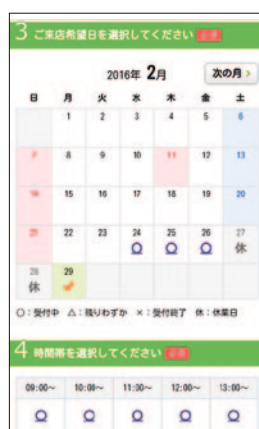 3 ご来店希望日を選択してください 必須
2016年 2月 次の月 >
日 月 火 水 木 金 土
1 2 3 4 5 6
7 8 9 10 11 12 13
14 15 16 17 18 19 20
21 22 23 24 25 26 27
○ ○ ○ 休
28 29
休
○：受付中 △：残りわずか ×：受付終了 休：休業日
4 時間帯を選択してください 必須
09:00～ 10:00～ 11:30～ 12:00～ 13:00～
○ ○ ○ ○ ○